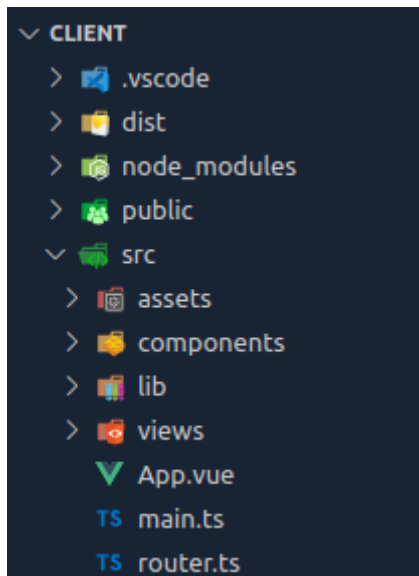 CLIENT
.vscode
dist
node_modules
public
src
assets
components
lib
views
App.vue
TS main.ts
TS router.ts